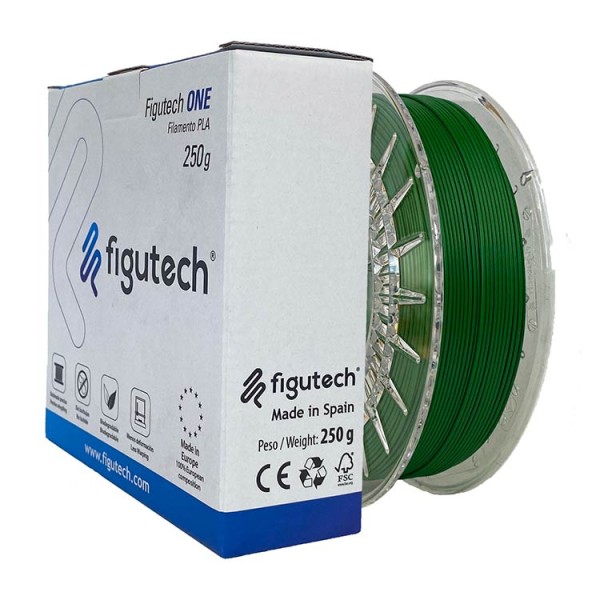 Figutech ONE
Filamento PLA
250g
figutech®
Made in
Europe
100% European
composition
www.figutech.com
figutech®
Made in Spain
Peso / Weight: 250 g
CE
FSC